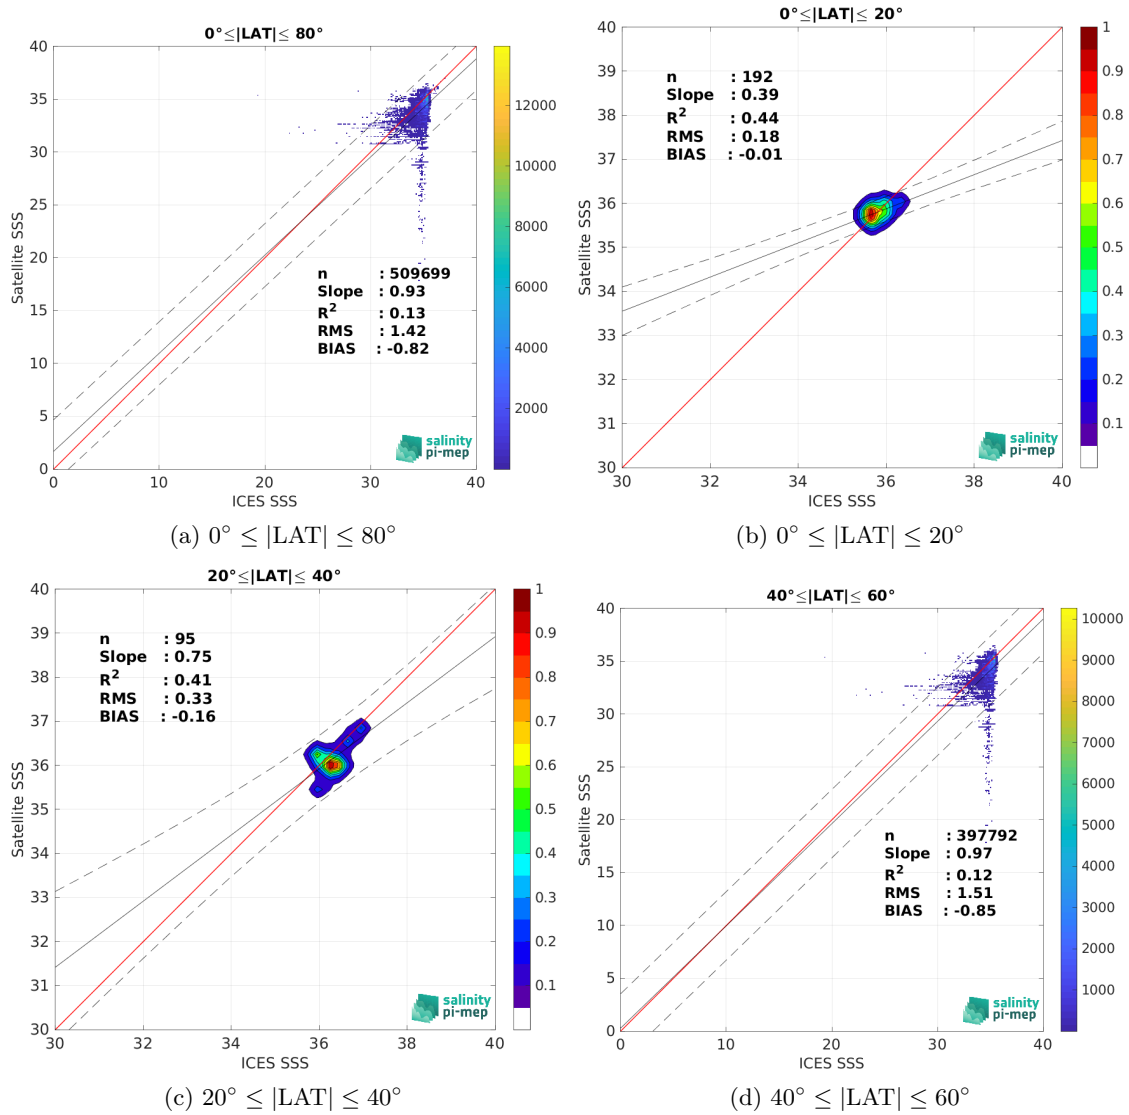 0°≤|LAT|≤ 80°
40
35
30
25
20
15
10
5
0
Satellite SSS
n : 509699
Slope : 0.93
R² : 0.13
RMS : 1.42
BIAS : -0.82
salinity
pi-mep
0 10 20 30 40
ICES SSS
12000
10000
8000
6000
4000
2000
(a) 0° ≤ |LAT| ≤ 80°
0°≤|LAT|≤ 20°
40
39
38
37
36
35
34
33
32
31
30
Satellite SSS
n : 192
Slope : 0.39
R² : 0.44
RMS : 0.18
BIAS : -0.01
salinity
pi-mep
30 32 34 36 38 40
ICES SSS
1
0.9
0.8
0.7
0.6
0.5
0.4
0.3
0.2
0.1
(b) 0° ≤ |LAT| ≤ 20°
20°≤|LAT|≤ 40°
40
39
38
37
36
35
34
33
32
31
30
Satellite SSS
n : 95
Slope : 0.75
R² : 0.41
RMS : 0.33
BIAS : -0.16
salinity
pi-mep
30 32 34 36 38 40
ICES SSS
1
0.9
0.8
0.7
0.6
0.5
0.4
0.3
0.2
0.1
(c) 20° ≤ |LAT| ≤ 40°
40°≤|LAT|≤ 60°
40
35
30
25
20
15
10
5
0
Satellite SSS
n : 397792
Slope : 0.97
R² : 0.12
RMS : 1.51
BIAS : -0.85
salinity
pi-mep
0 10 20 30 40
ICES SSS
10000
9000
8000
7000
6000
5000
4000
3000
2000
1000
(d) 40° ≤ |LAT| ≤ 60°